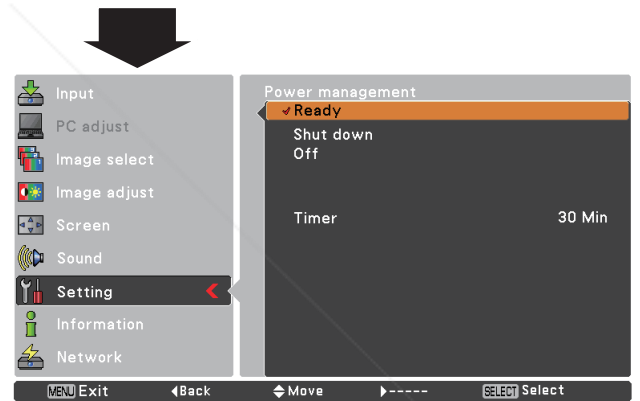 Input
PC adjust
Image select
Image adjust
Screen
Sound
Setting
Information
Network
Power management
Ready
Shut down
Off
Timer 30 Min
MENU Exit Back Move ----- SELECT Select